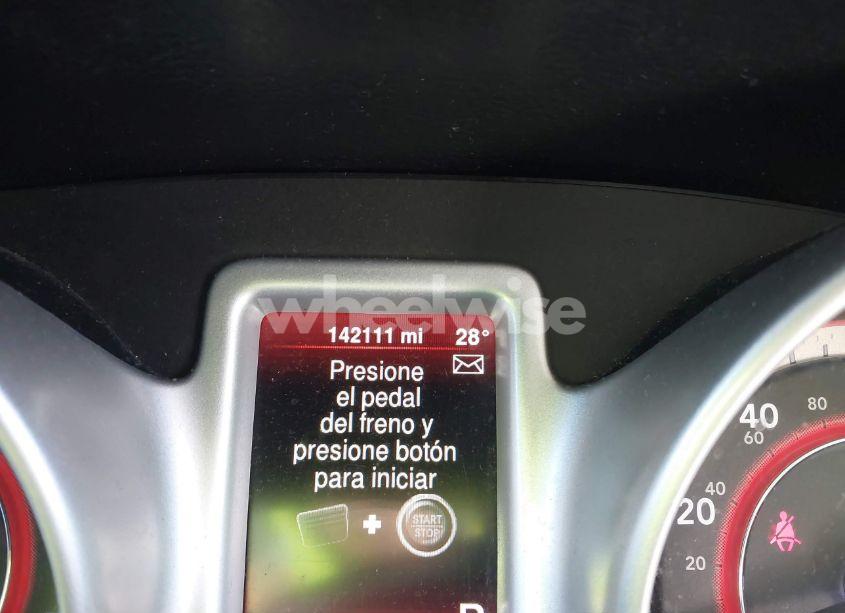 wheelwise
142111 mi 28°
Presione
el pedal
del freno y
presione botón
para iniciar
START
STOP
40
80
60
40
20
20